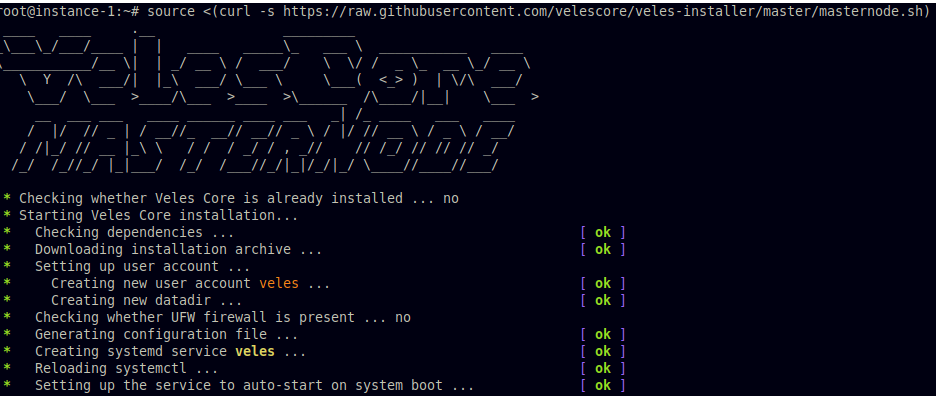 root@instance-1:~# source <(curl -s https://raw.githubusercontent.com/velescore/veles-installer/master/masternode.sh)
Veles Core
MASTERNODE
* Checking whether Veles Core is already installed ... no
* Starting Veles Core installation...
*   Checking dependencies ... [ ok ]
*   Downloading installation archive ... [ ok ]
*   Setting up user account ...
*     Creating new user account veles ... [ ok ]
*     Creating new datadir ... [ ok ]
*   Checking whether UFW firewall is present ... no
*   Generating configuration file ... [ ok ]
*   Creating systemd service veles ... [ ok ]
*   Reloading systemctl ... [ ok ]
*   Setting up the service to auto-start on system boot ... [ ok ]